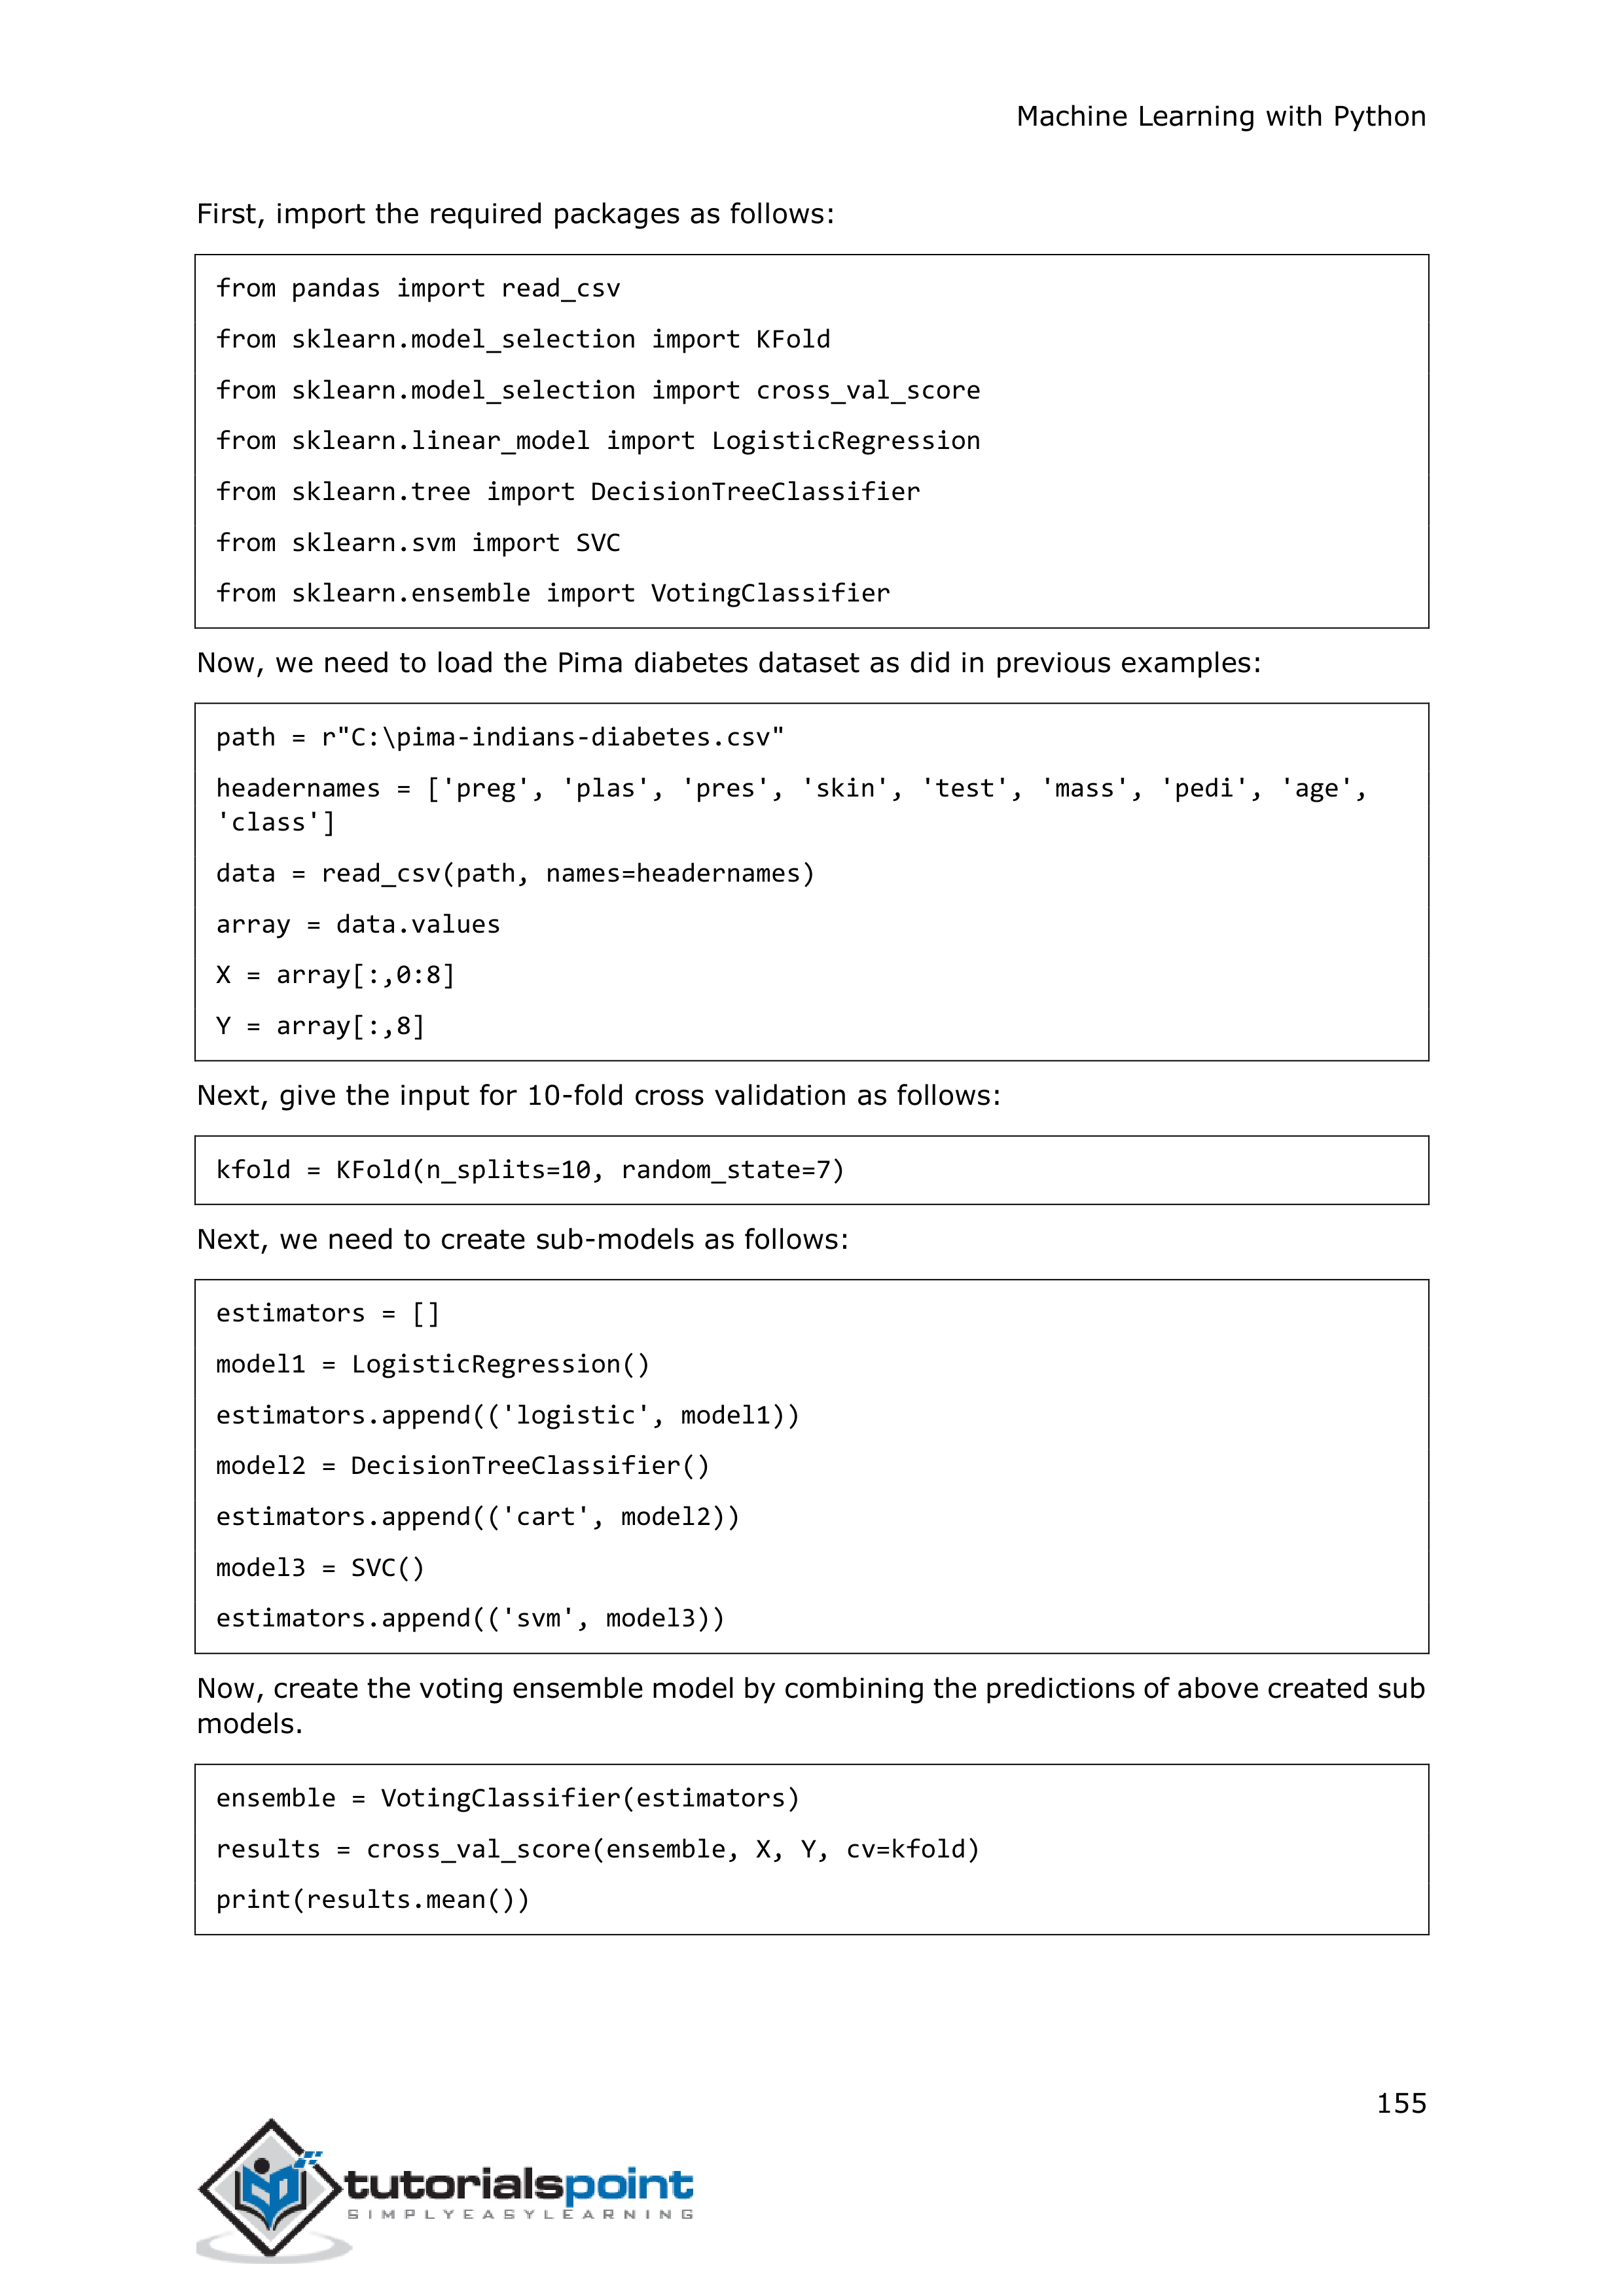 Machine Learning with Python
First, import the required packages as follows:
from pandas import read_csv
from sklearn.model_selection import KFold
from sklearn.model_selection import cross_val_score
from sklearn.linear_model import LogisticRegression
from sklearn.tree import DecisionTreeClassifier
from sklearn.svm import SVC
from sklearn.ensemble import VotingClassifier
Now, we need to load the Pima diabetes dataset as did in previous examples:
path = r"C:\pima-indians-diabetes.csv"
headernames = ['preg', 'plas', 'pres', 'skin', 'test', 'mass', 'pedi', 'age',
'class']
data = read_csv(path, names=headernames)
array = data.values
X = array[:,0:8]
Y = array[:,8]
Next, give the input for 10-fold cross validation as follows:
kfold = KFold(n_splits=10, random_state=7)
Next, we need to create sub-models as follows:
estimators = []
model1 = LogisticRegression()
estimators.append(('logistic', model1))
model2 = DecisionTreeClassifier()
estimators.append(('cart', model2))
model3 = SVC()
estimators.append(('svm', model3))
Now, create the voting ensemble model by combining the predictions of above created sub
models.
ensemble = VotingClassifier(estimators)
results = cross_val_score(ensemble, X, Y, cv=kfold)
print(results.mean())
155
tutorialspoint
SIMPLYEASYLEARNING